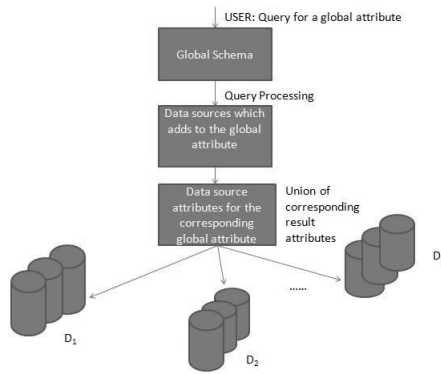 USER: Query for a global attribute
Global Schema
Query Processing
Data sources which
adds to the global
attribute
Data source
attributes for the
corresponding
global attribute
Union of
corresponding
result
attributes
D
......
D₁
D₂